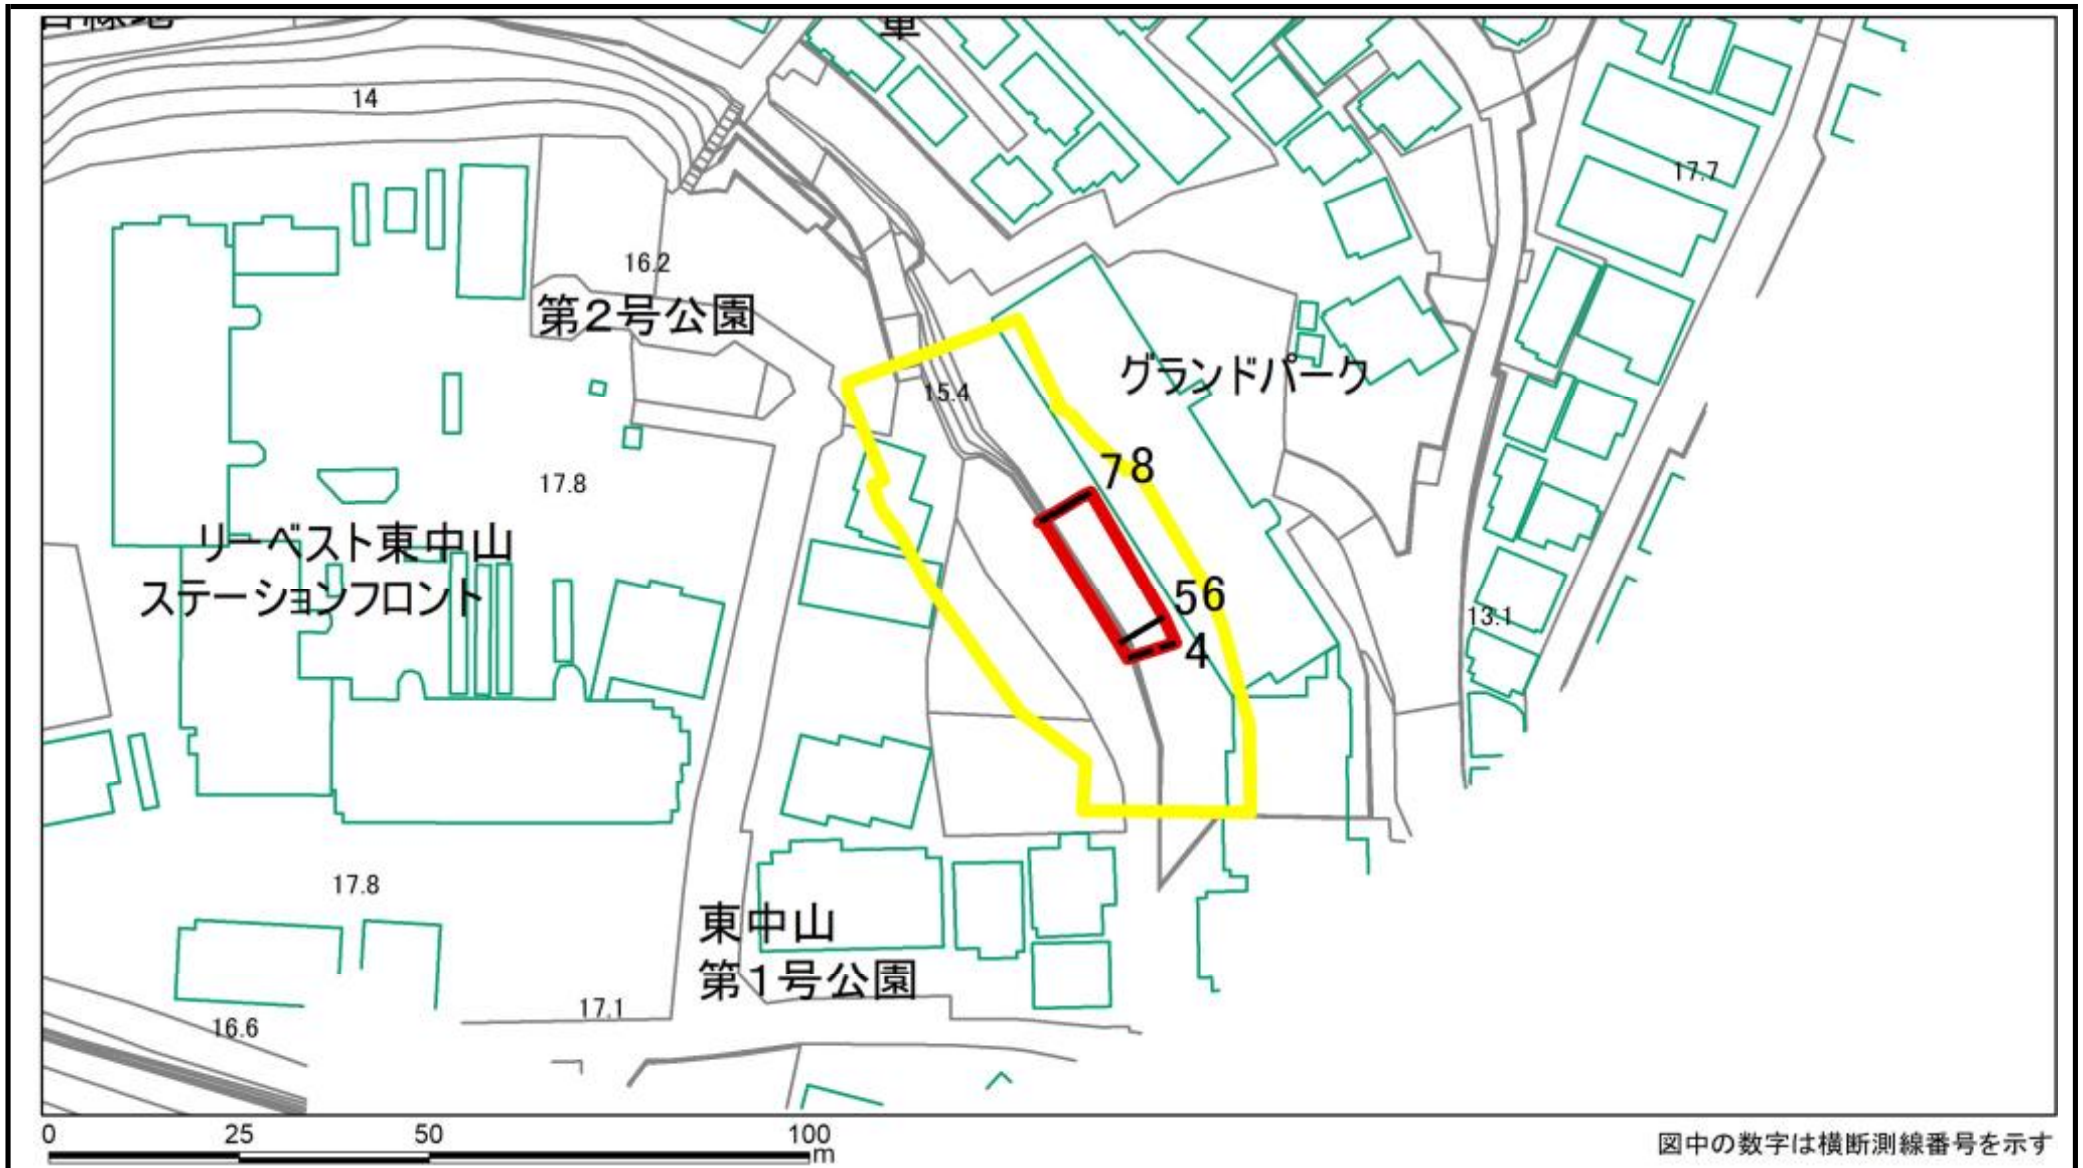 14
17.7
16.2
第2号公園
グランドパーク
15.4
78
17.8
リーベスト東中山
ステーションフロント
56
13.1
4
17.8
東中山
第1号公園
17.1
16.6
0 25 50 100
m
図中の数字は横断測線番号を示す